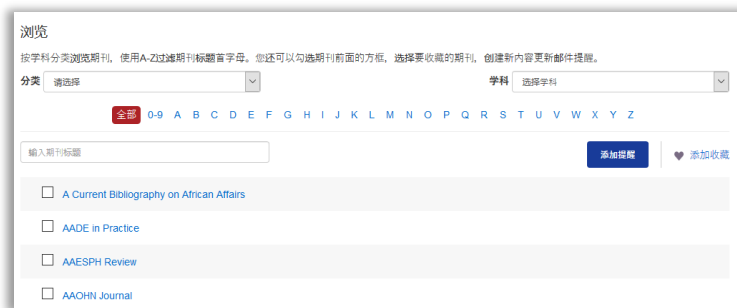 浏览
按学科分类浏览期刊，使用A-Z过滤期刊标题首字母。您还可以勾选期刊前面的方框，选择要收藏的期刊，创建新内容更新邮件提醒。
分类 请选择 学科 选择学科
全部 0-9 A B C D E F G H I J K L M N O P Q R S T U V W X Y Z
输入期刊标题 添加提醒 添加收藏
A Current Bibliography on African Affairs
AADE in Practice
AAESPH Review
AAOHN Journal